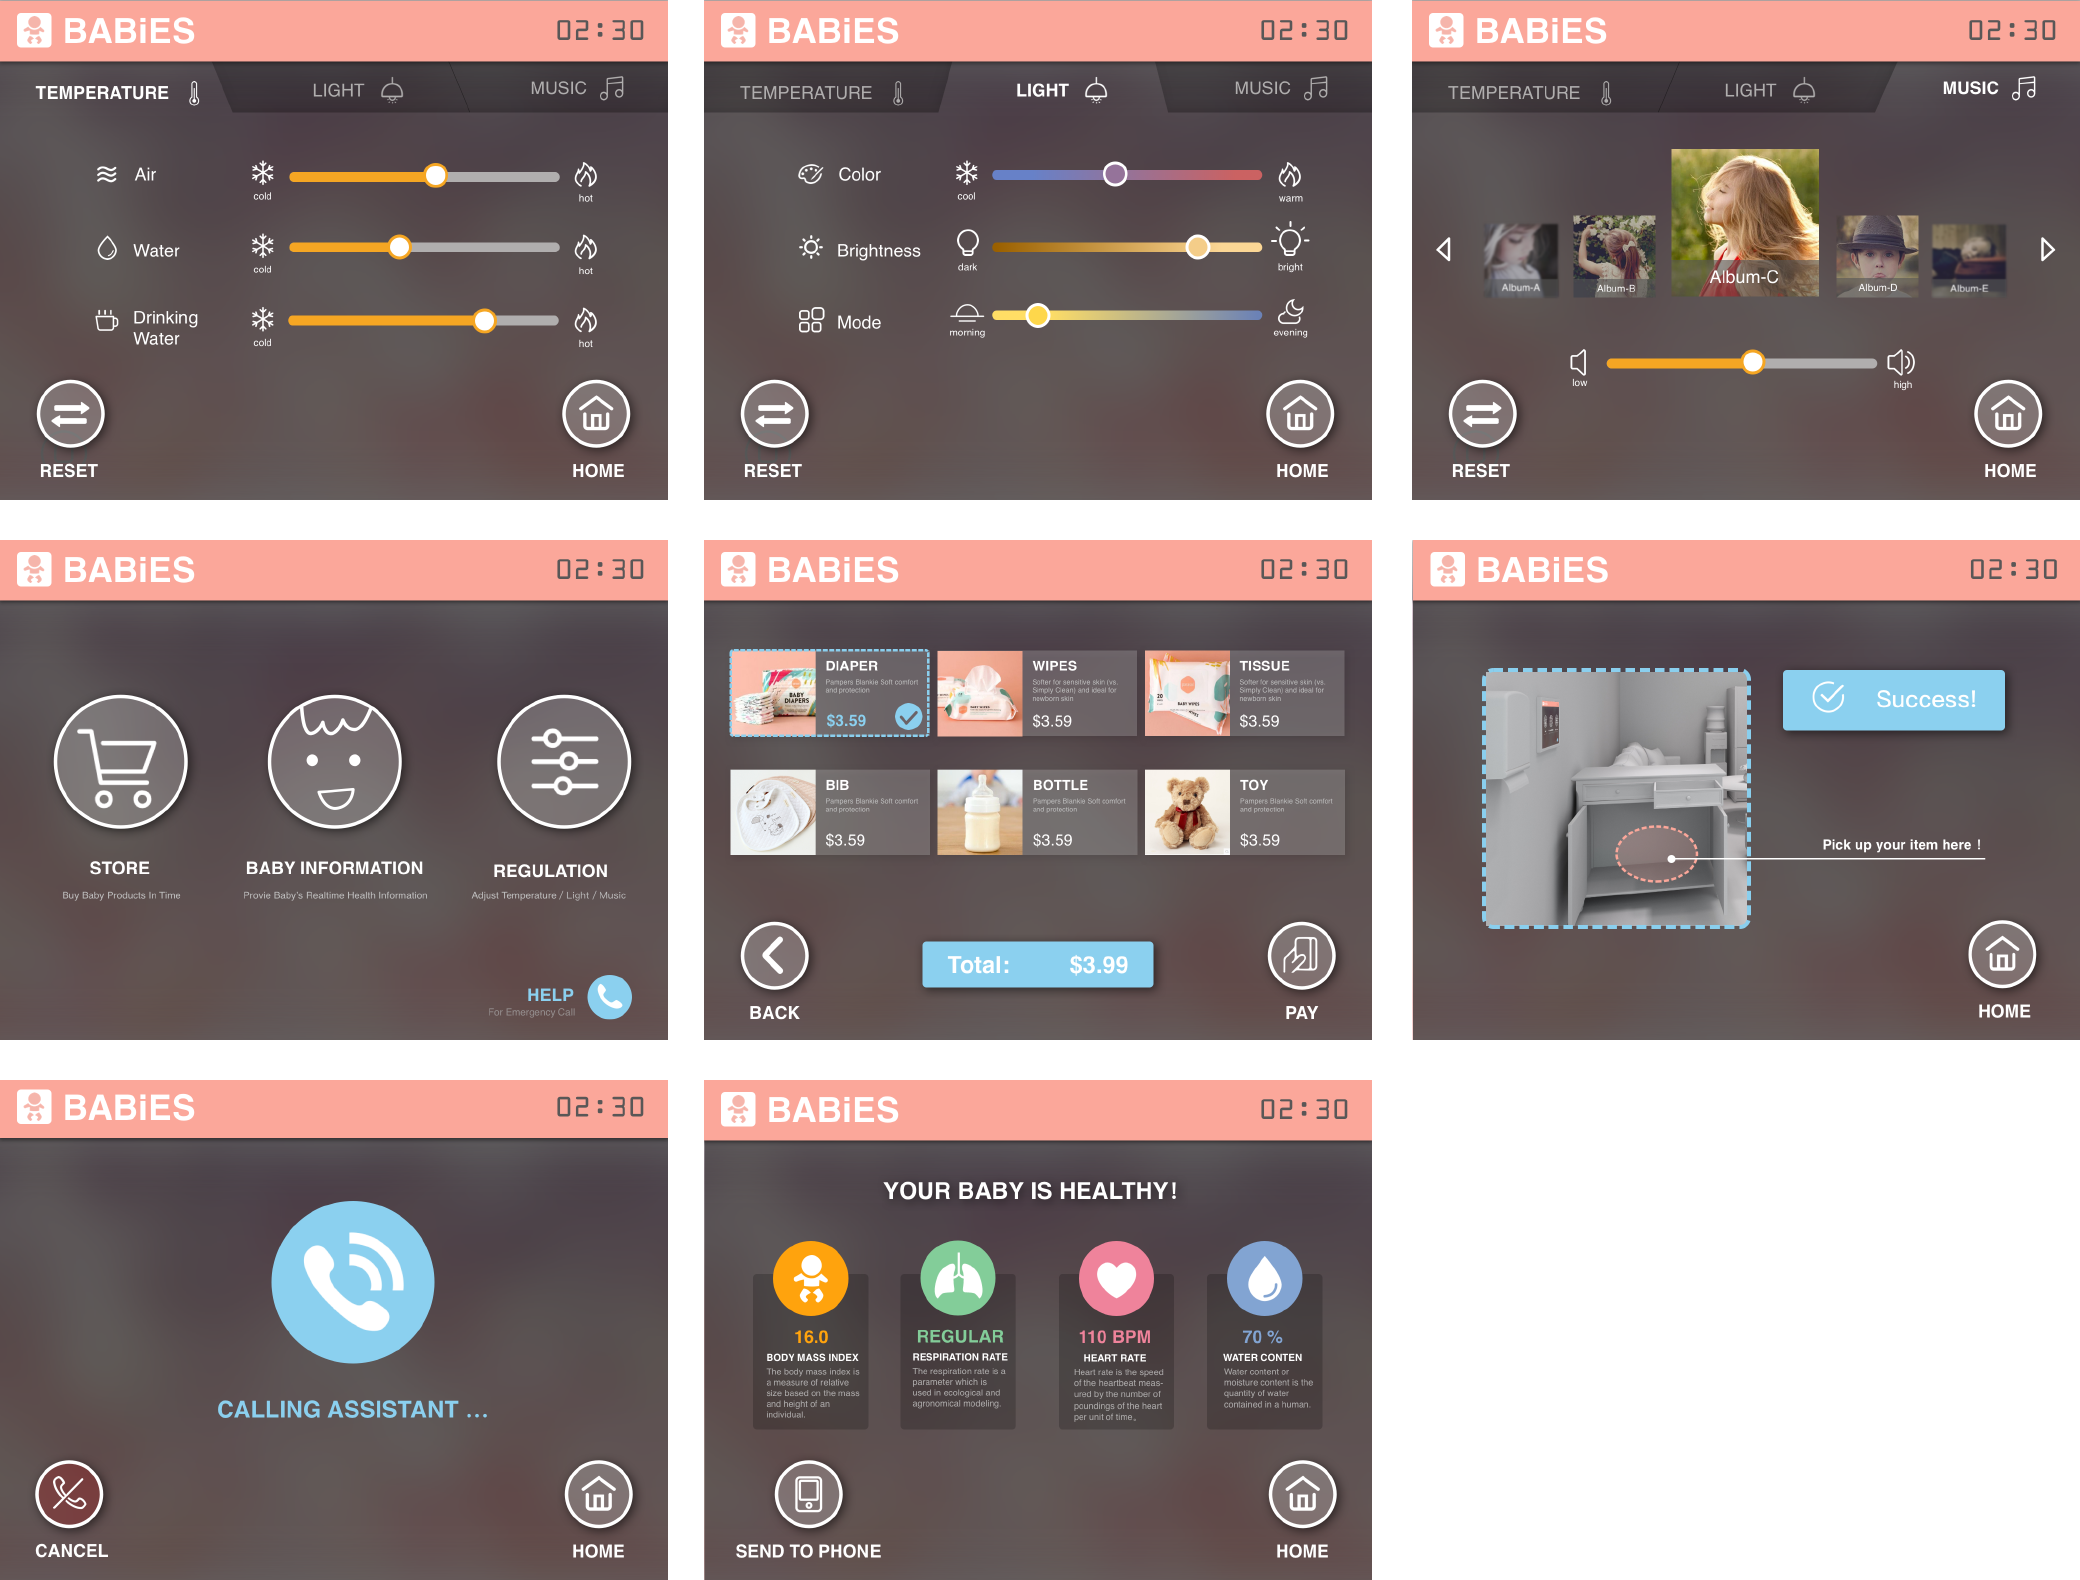 BABiES
02:30
TEMPERATURE
LIGHT
MUSIC
Air
cold
hot
Water
cold
hot
Drinking
Water
cold
hot
RESET
HOME
BABiES
02:30
TEMPERATURE
LIGHT
MUSIC
Color
cool
warm
Brightness
dark
bright
Mode
morning
evening
RESET
HOME
BABiES
02:30
TEMPERATURE
LIGHT
MUSIC
Album-A
Album-B
Album-C
Album-D
Album-E
low
high
RESET
HOME
BABiES
02:30
STORE
Buy Baby Products In Time
BABY INFORMATION
Provie Baby's Realtime Health Information
REGULATION
Adjust Temperature / Light / Music
HELP
For Emergency Call
BABiES
02:30
DIAPER
Pampers Blankie Soft comfort
and protection
$3.59
BABY
DIAPERS
WIPES
Softer for sensitive skin (vs.
Simply Clean) and ideal for
newborn skin
$3.59
BABY WIPES
TISSUE
Softer for sensitive skin (vs.
Simply Clean) and ideal for
newborn skin
$3.59
20
BABY WIPES
BIB
Pampers Blankie Soft comfort
and protection
$3.59
BOTTLE
Pampers Blankie Soft comfort
and protection
$3.59
TOY
Pampers Blankie Soft comfort
and protection
$3.59
BACK
Total: $3.99
PAY
BABiES
02:30
Success!
Pick up your item here !
HOME
BABiES
02:30
CALLING ASSISTANT ...
CANCEL
HOME
BABiES
02:30
YOUR BABY IS HEALTHY!
16.0
BODY MASS INDEX
The body mass index is
a measure of relative
size based on the mass
and height of an
individual.
REGULAR
RESPIRATION RATE
The respiration rate is a
parameter which is
used in ecological and
agronomical modeling.
110 BPM
HEART RATE
Heart rate is the speed
of the heartbeat meas-
ured by the number of
poundings of the heart
per unit of time。
70 %
WATER CONTEN
Water content or
moisture content is the
quantity of water
contained in a human.
SEND TO PHONE
HOME